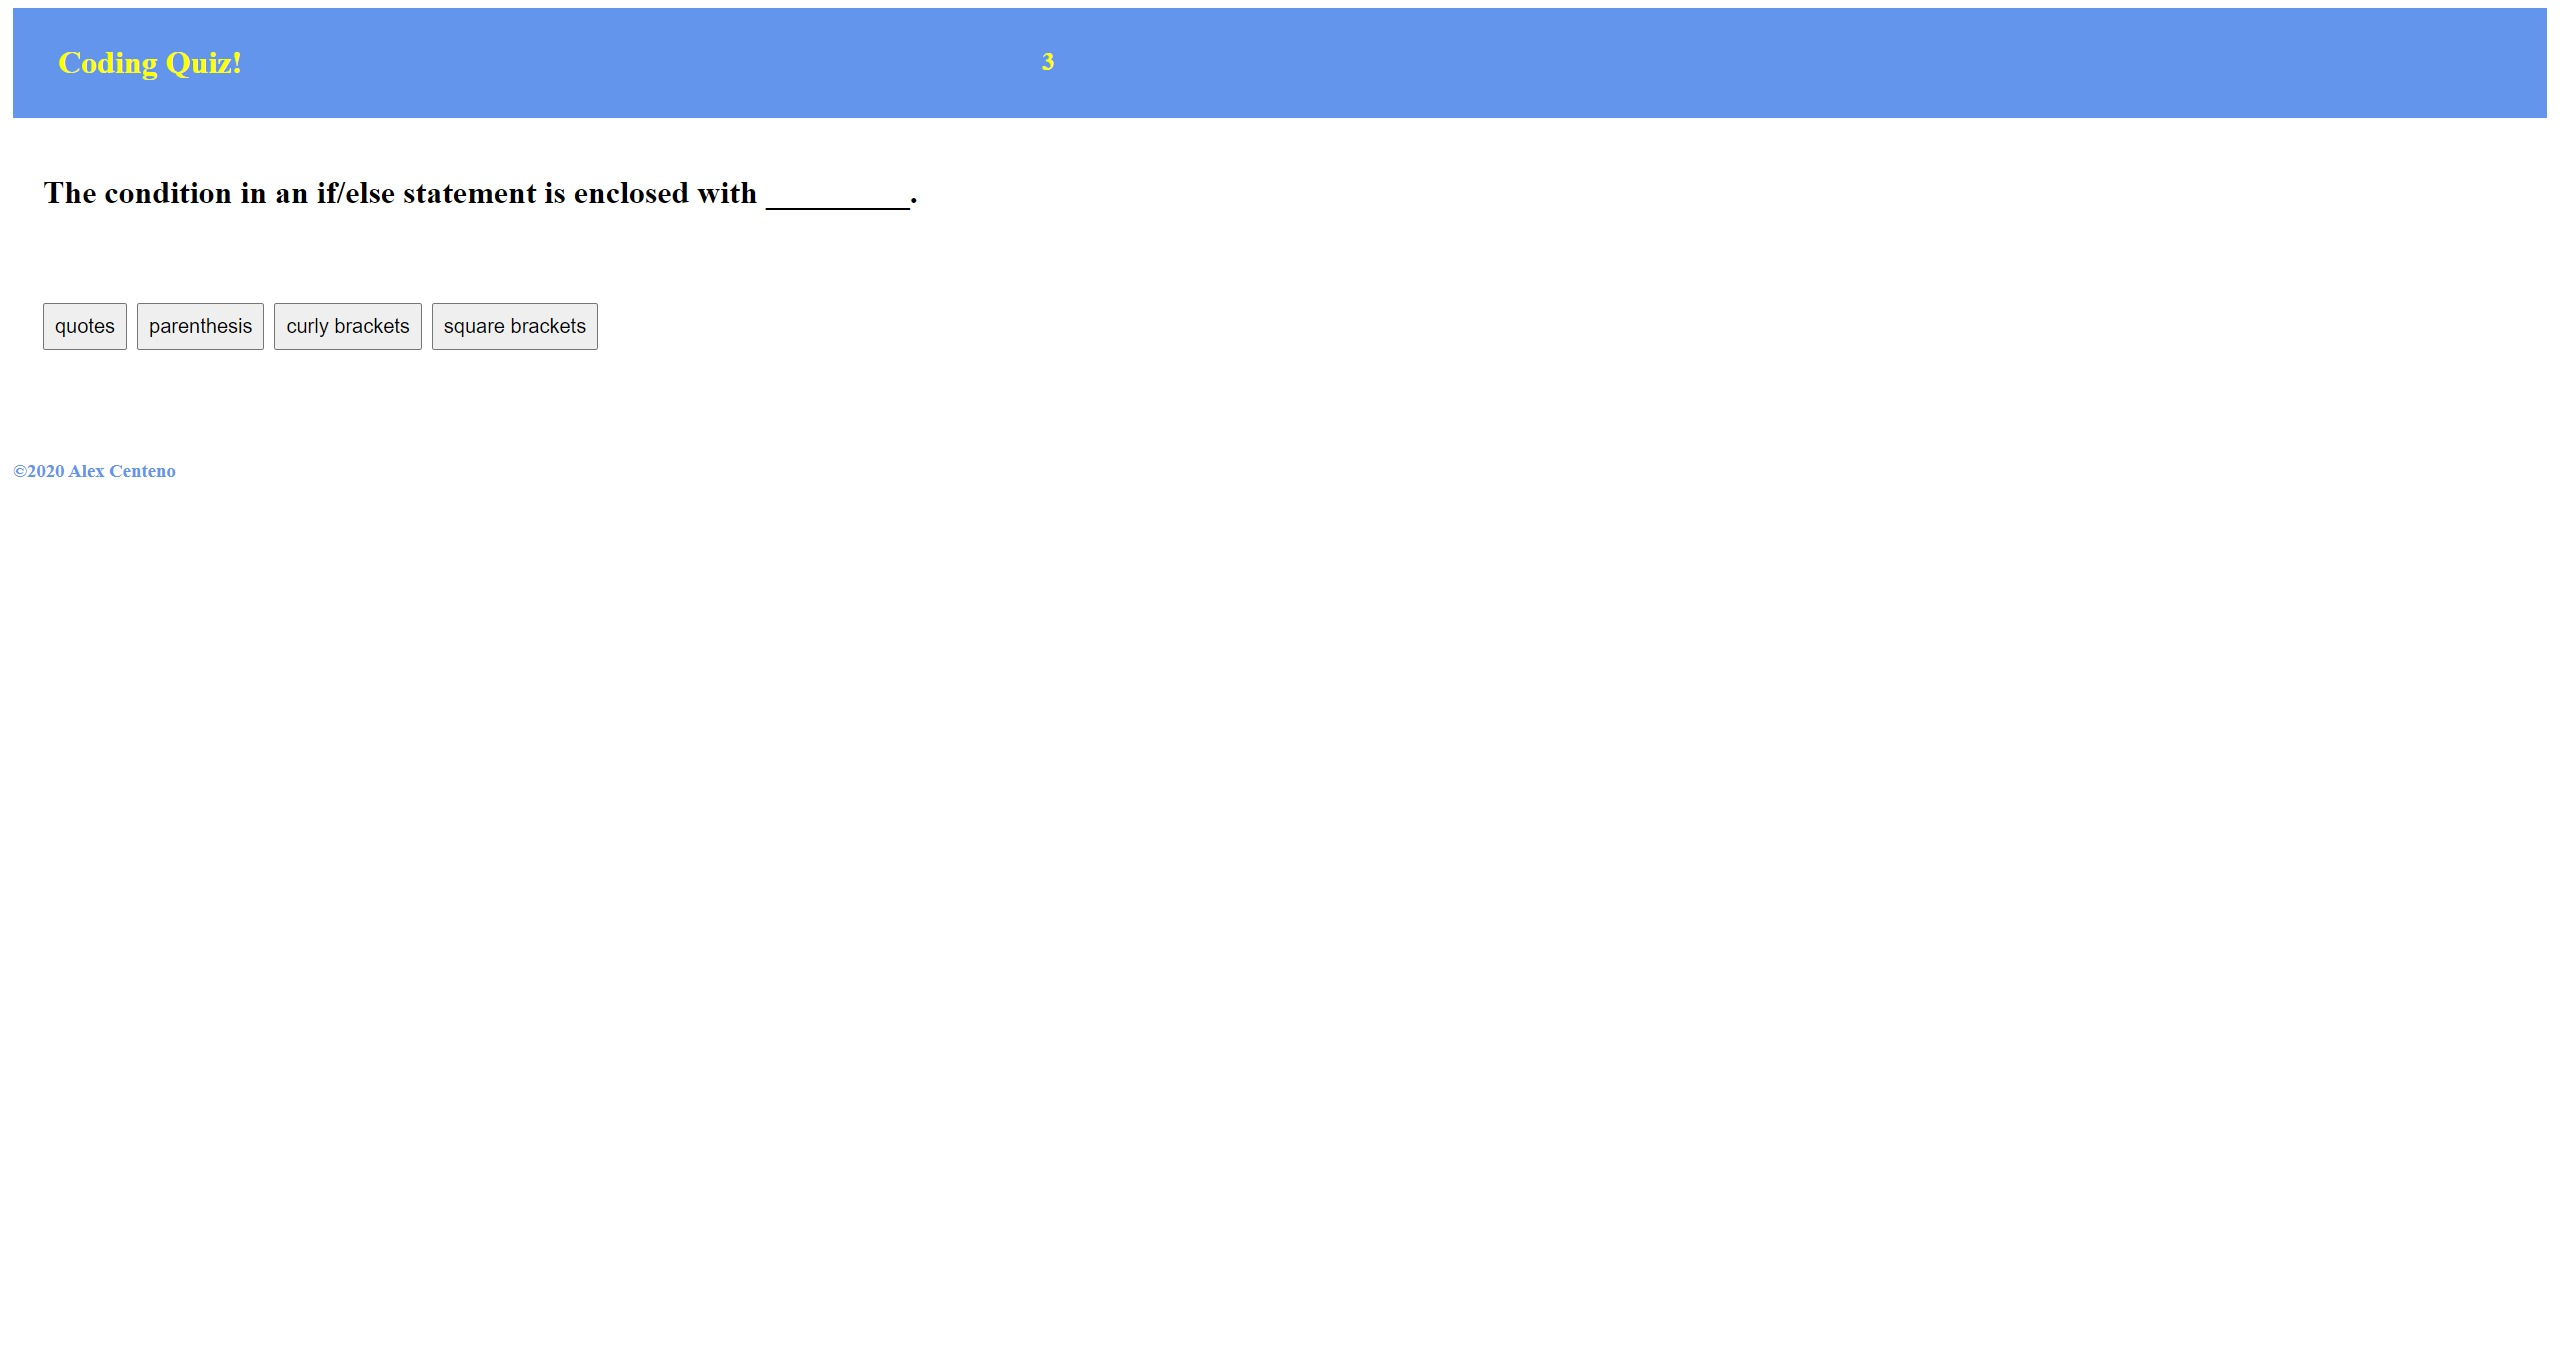 Coding Quiz! 3
The condition in an if/else statement is enclosed with _________.
quotes parenthesis curly brackets square brackets
©2020 Alex Centeno